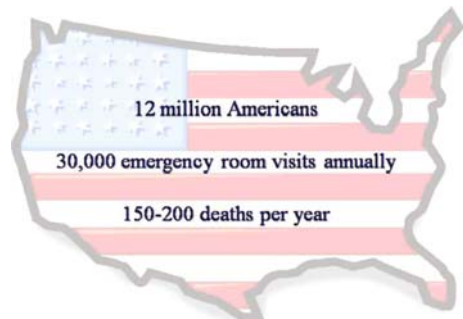 12 million Americans
30,000 emergency room visits annually
150-200 deaths per year